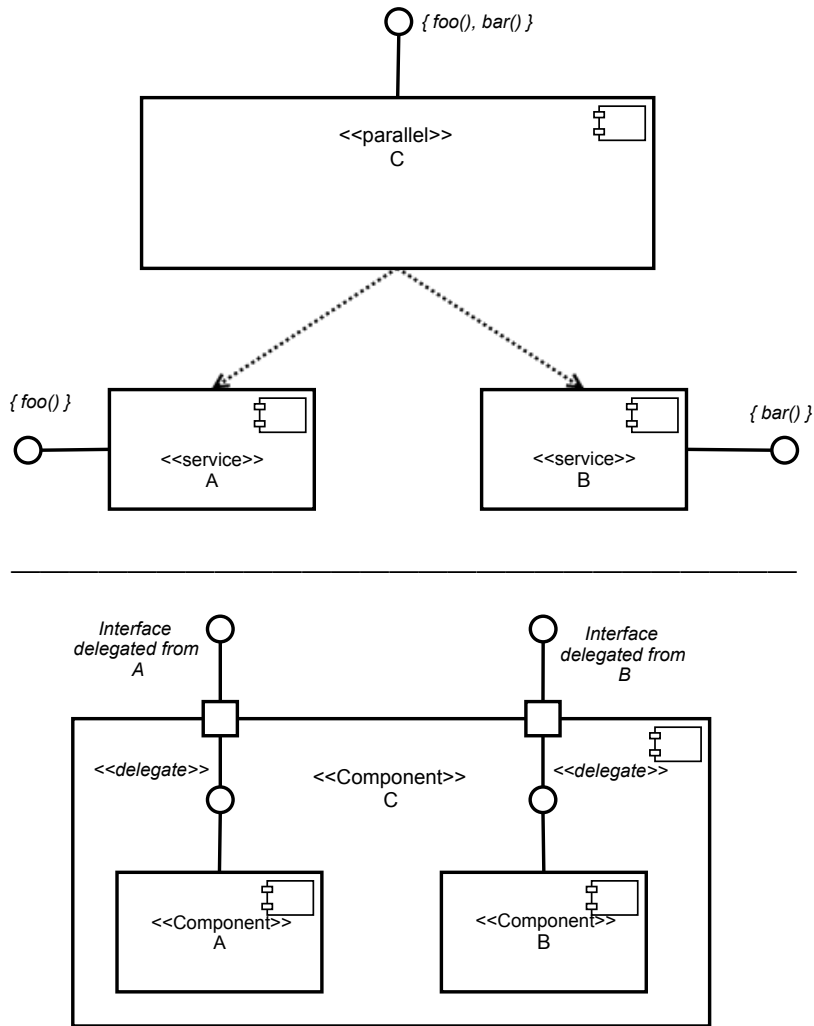 { foo(), bar() }
<<parallel>>
C
{ foo() }
{ bar() }
<<service>>
A
<<service>>
B
Interface
delegated from
A
Interface
delegated from
B
<<delegate>>
<<Component>>
C
<<delegate>>
<<Component>>
A
<<Component>>
B